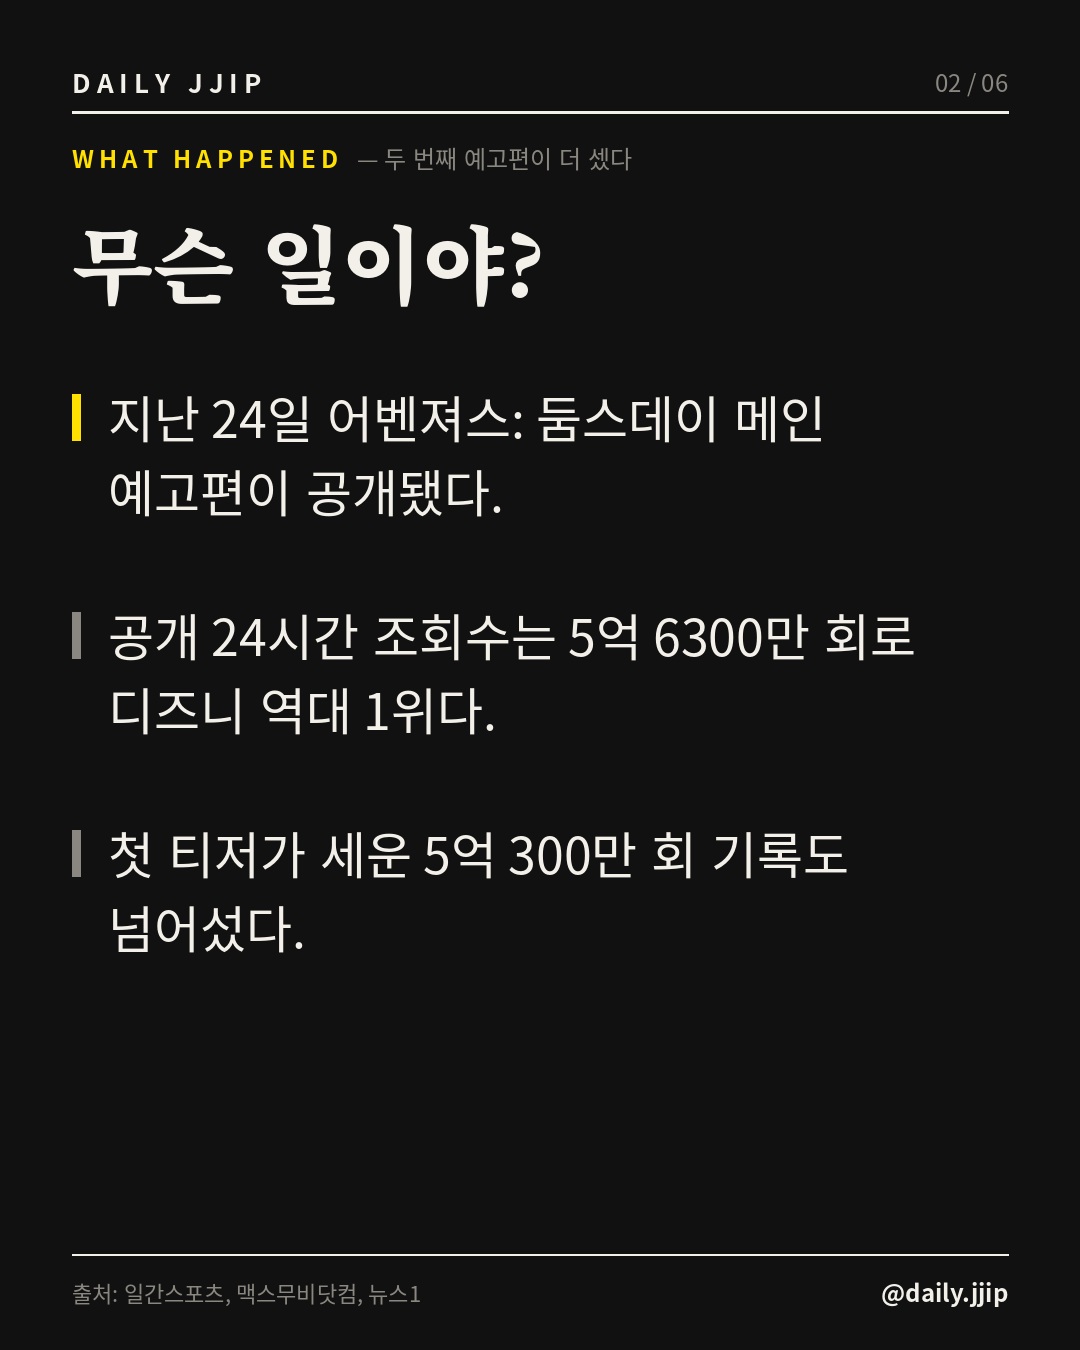 DAILY JJIP
02 / 06
WHAT HAPPENED — 두 번째 예고편이 더 셌다
무슨 일이야?
지난 24일 어벤져스: 둠스데이 메인
예고편이 공개됐다.
공개 24시간 조회수는 5억 6300만 회로
디즈니 역대 1위다.
첫 티저가 세운 5억 300만 회 기록도
넘어섰다.
출처: 일간스포츠, 맥스무비닷컴, 뉴스1
@daily.jjip